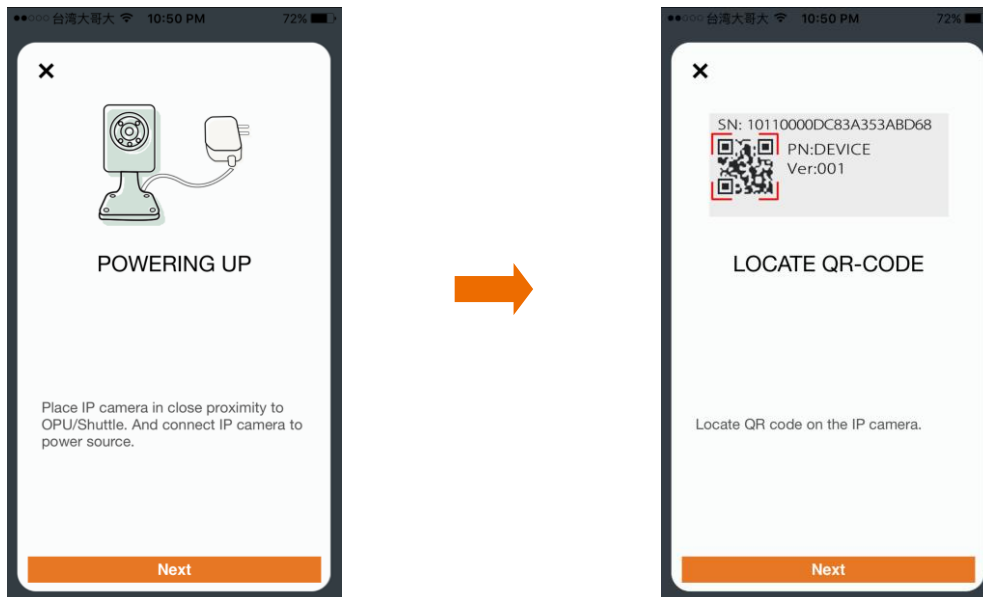 台湾大哥大 10:50 PM 72%
POWERING UP
Place IP camera in close proximity to
OPU/Shuttle. And connect IP camera to
power source.
Next
台湾大哥大 10:50 PM 72%
SN: 10110000DC83A353ABD68
PN:DEVICE
Ver:001
LOCATE QR-CODE
Locate QR code on the IP camera.
Next